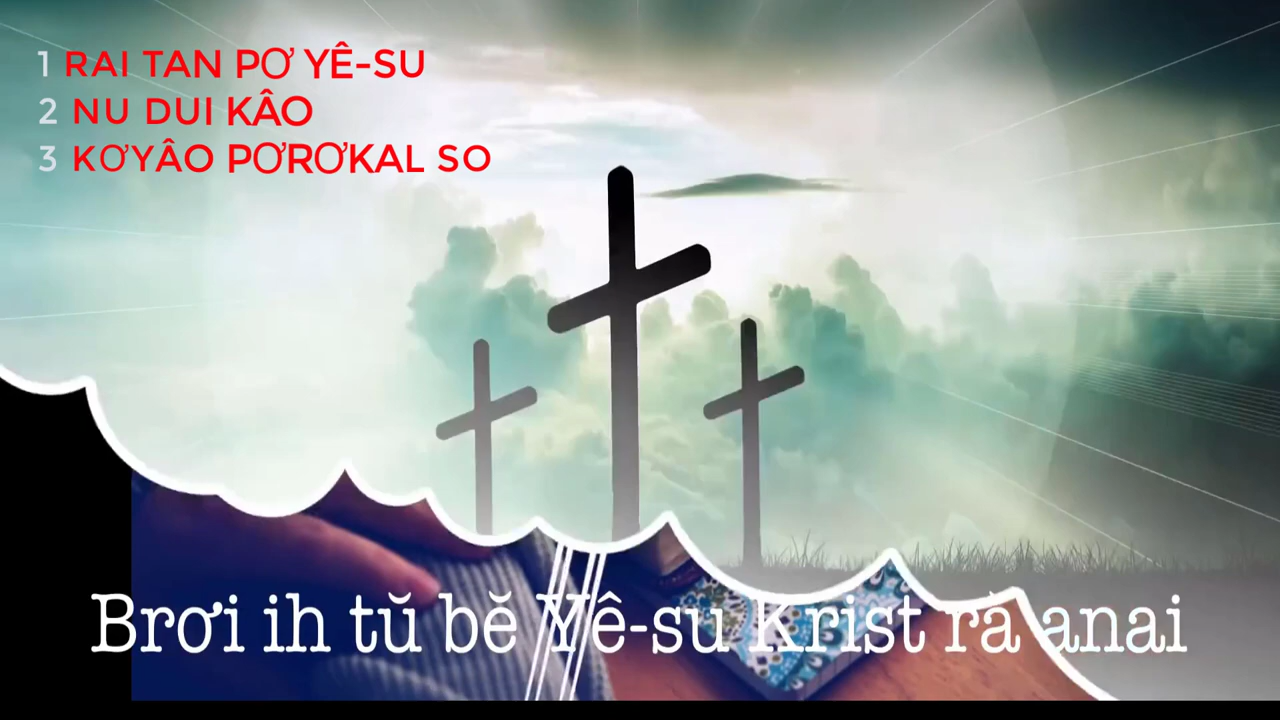 1 RAI TAN PƠ YÊ-SU
2 NU DUI KÂO
3 KƠYÂO PƠRƠKAL SO
Brơi ih tŭ bĕ Yê-su Krist ră anai